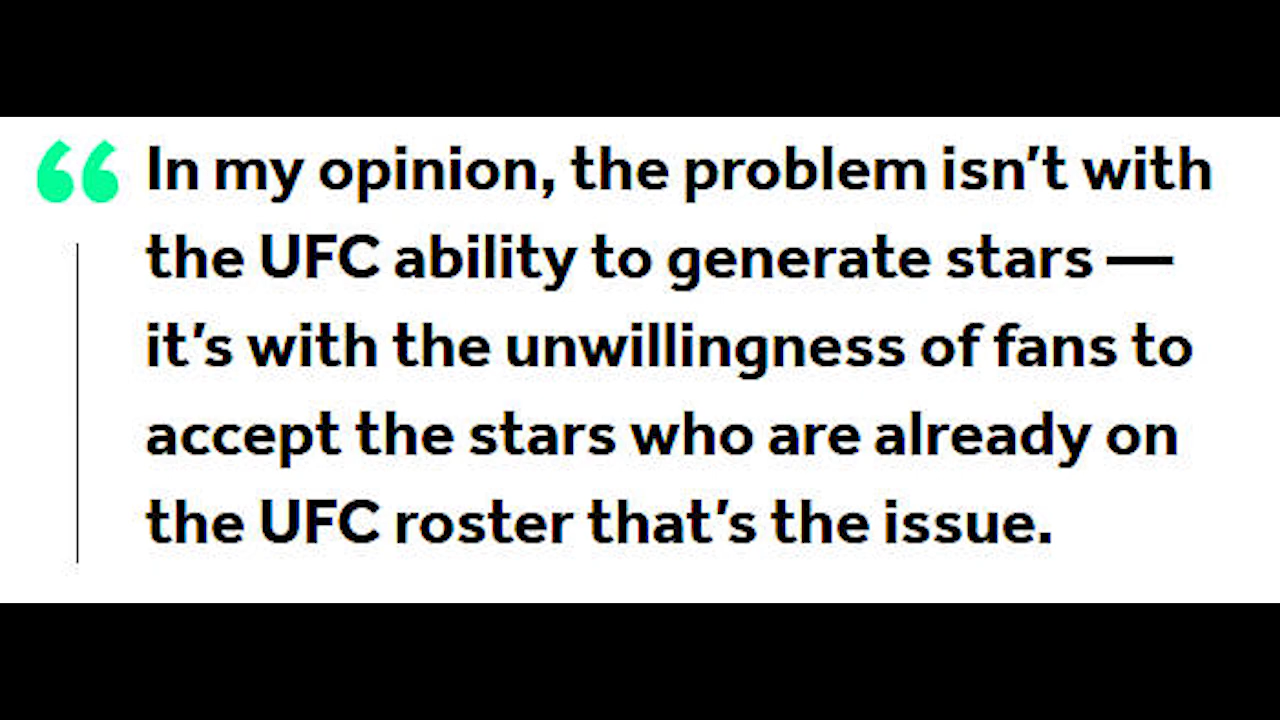 “ In my opinion, the problem isn’t with
the UFC ability to generate stars —
it’s with the unwillingness of fans to
accept the stars who are already on
the UFC roster that’s the issue.